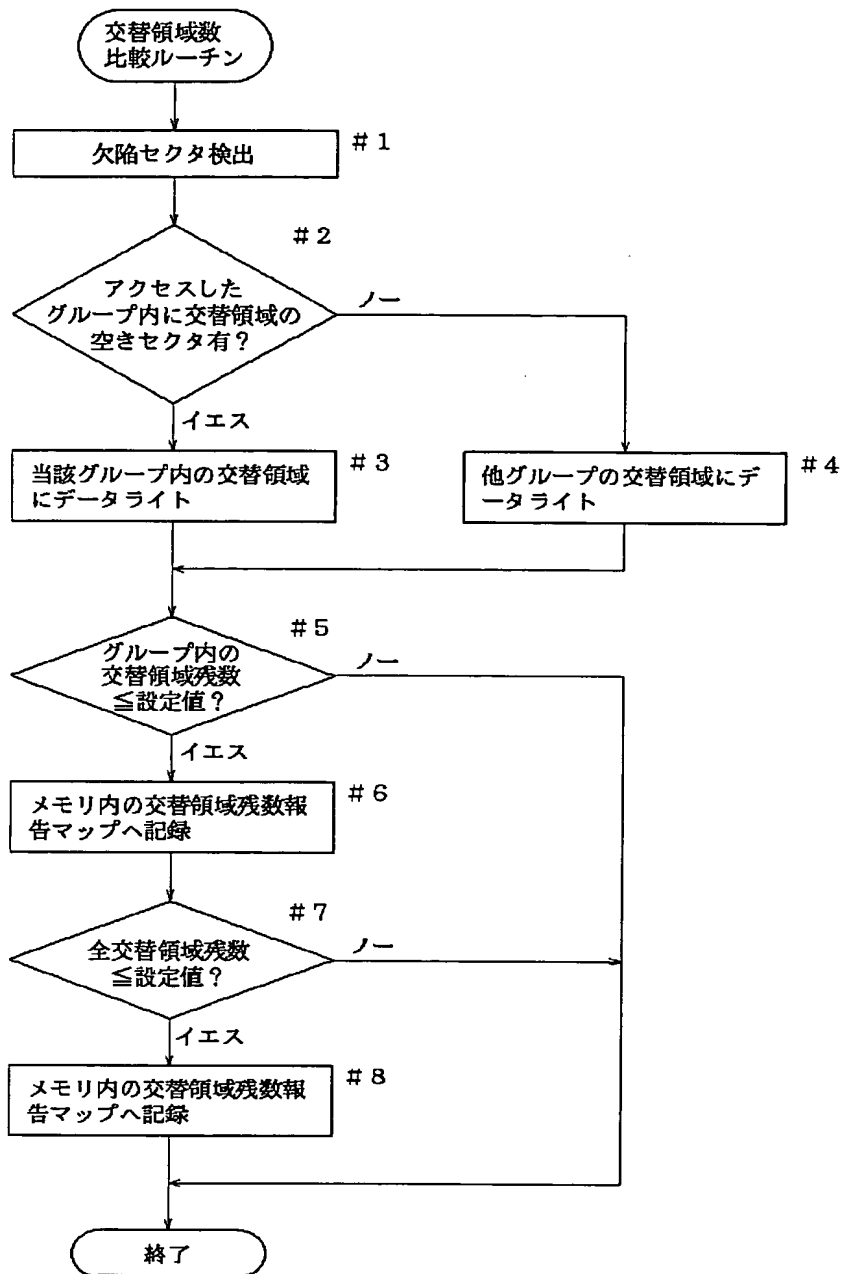 交替領域数
比較ルーチン
欠陥セクタ検出
#1
#2
アクセスした
グループ内に交替領域の
空きセクタ有?
ノー
イエス
当該グループ内の交替領域
にデータライト
#3
他グループの交替領域にデ
ータライト
#4
#5
グループ内の
交替領域残数
≦設定値?
ノー
イエス
メモリ内の交替領域残数報
告マップへ記録
#6
#7
全交替領域残数
≦設定値?
ノー
イエス
メモリ内の交替領域残数報
告マップへ記録
#8
終了